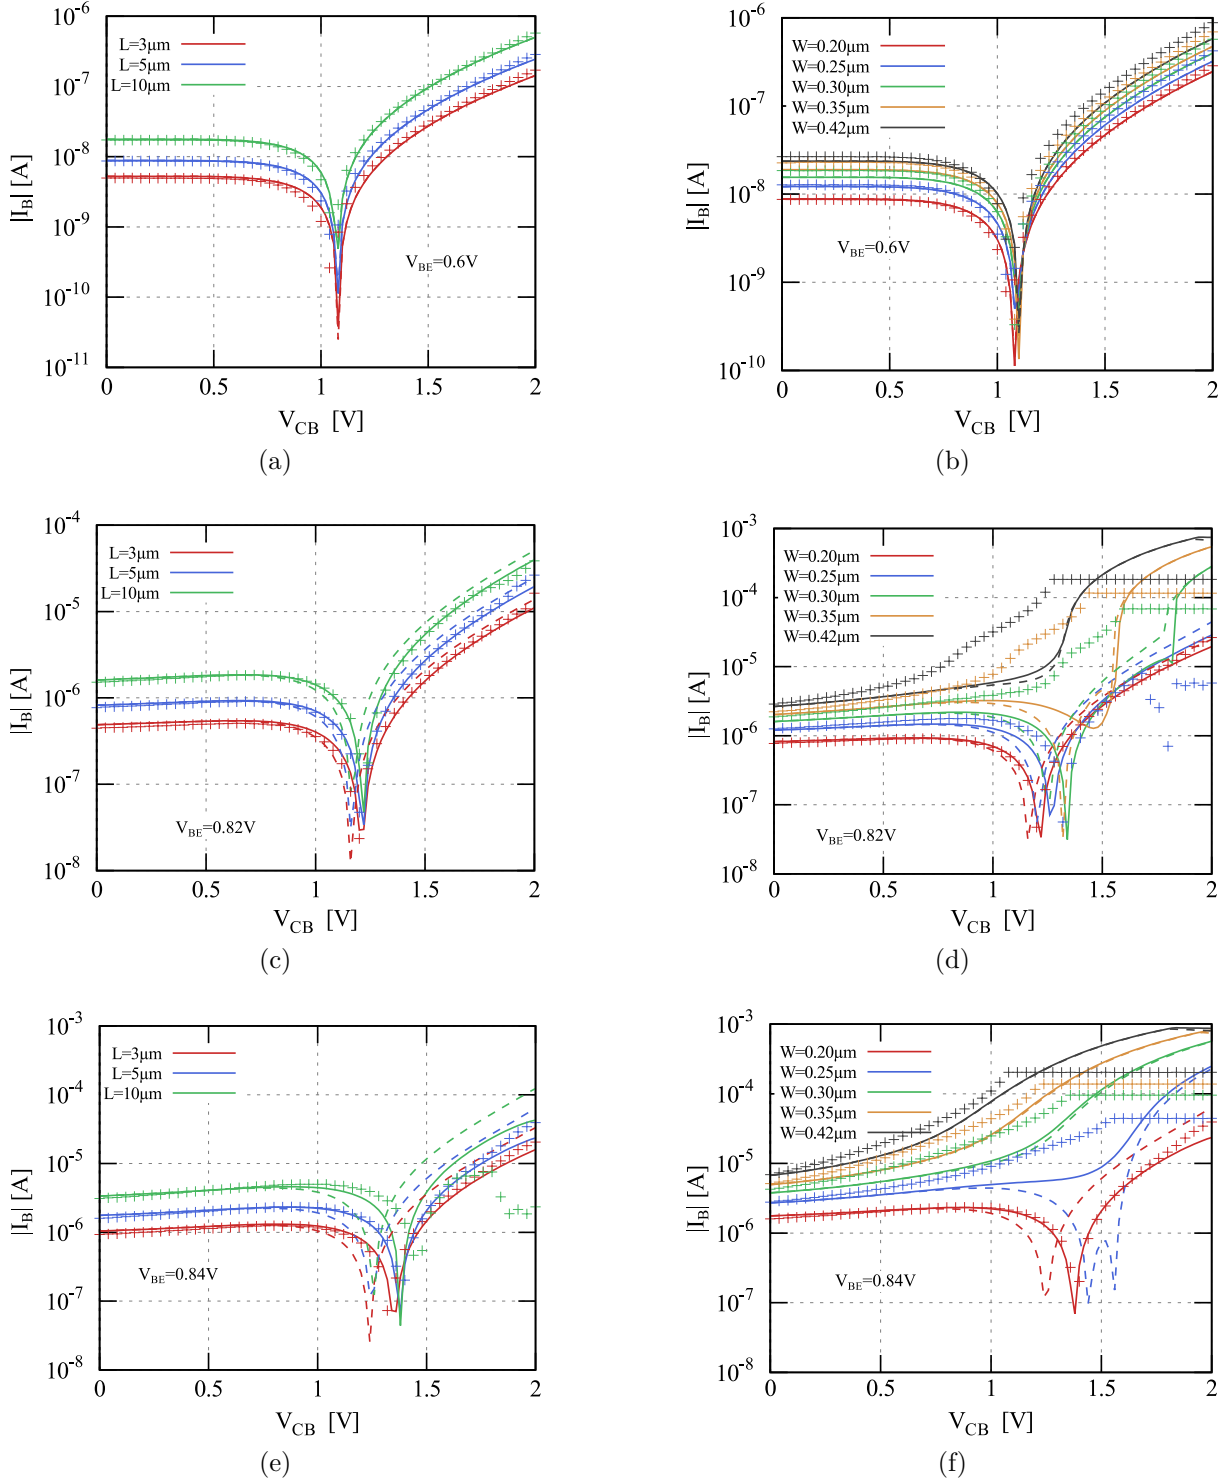 10⁻⁶
10⁻⁷
10⁻⁸
10⁻⁹
10⁻¹⁰
10⁻¹¹
|I_B| [A]
L=3μm
L=5μm
L=10μm
V_BE=0.6V
0 0.5 1 1.5 2
V_CB [V]
(a)
10⁻⁶
10⁻⁷
10⁻⁸
10⁻⁹
10⁻¹⁰
|I_B| [A]
W=0.20μm
W=0.25μm
W=0.30μm
W=0.35μm
W=0.42μm
V_BE=0.6V
0 0.5 1 1.5 2
V_CB [V]
(b)
10⁻⁴
10⁻⁵
10⁻⁶
10⁻⁷
10⁻⁸
|I_B| [A]
L=3μm
L=5μm
L=10μm
V_BE=0.82V
0 0.5 1 1.5 2
V_CB [V]
(c)
10⁻³
10⁻⁴
10⁻⁵
10⁻⁶
10⁻⁷
10⁻⁸
|I_B| [A]
W=0.20μm
W=0.25μm
W=0.30μm
W=0.35μm
W=0.42μm
V_BE=0.82V
0 0.5 1 1.5 2
V_CB [V]
(d)
10⁻³
10⁻⁴
10⁻⁵
10⁻⁶
10⁻⁷
10⁻⁸
|I_B| [A]
L=3μm
L=5μm
L=10μm
V_BE=0.84V
0 0.5 1 1.5 2
V_CB [V]
(e)
10⁻³
10⁻⁴
10⁻⁵
10⁻⁶
10⁻⁷
10⁻⁸
|I_B| [A]
W=0.20μm
W=0.25μm
W=0.30μm
W=0.35μm
W=0.42μm
V_BE=0.84V
0 0.5 1 1.5 2
V_CB [V]
(f)